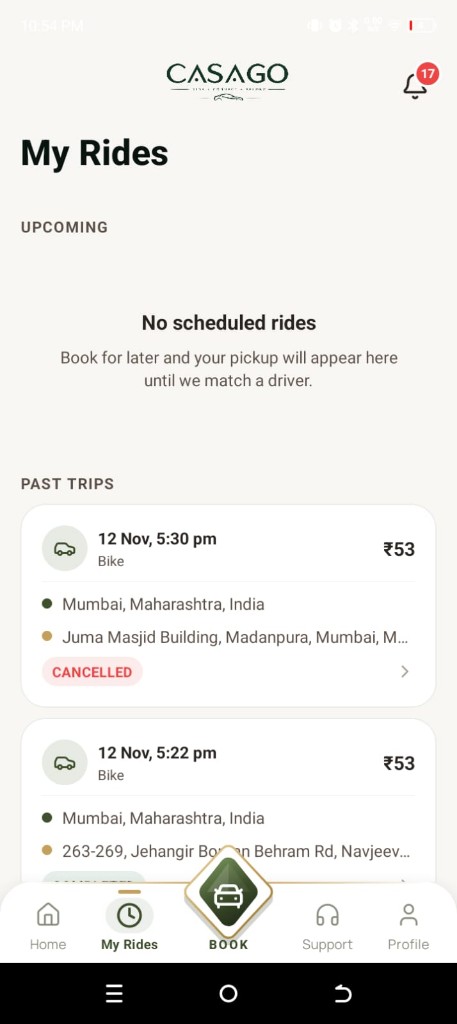 10:54 PM
CASAGO
17
My Rides
UPCOMING
No scheduled rides
Book for later and your pickup will appear here
until we match a driver.
PAST TRIPS
12 Nov, 5:30 pm
₹53
Bike
Mumbai, Maharashtra, India
Juma Masjid Building, Madanpura, Mumbai, M...
CANCELLED
12 Nov, 5:22 pm
₹53
Bike
Mumbai, Maharashtra, India
263-269, Jehangir Behram Rd, Navjeev...
Home
My Rides
BOOK
Support
Profile